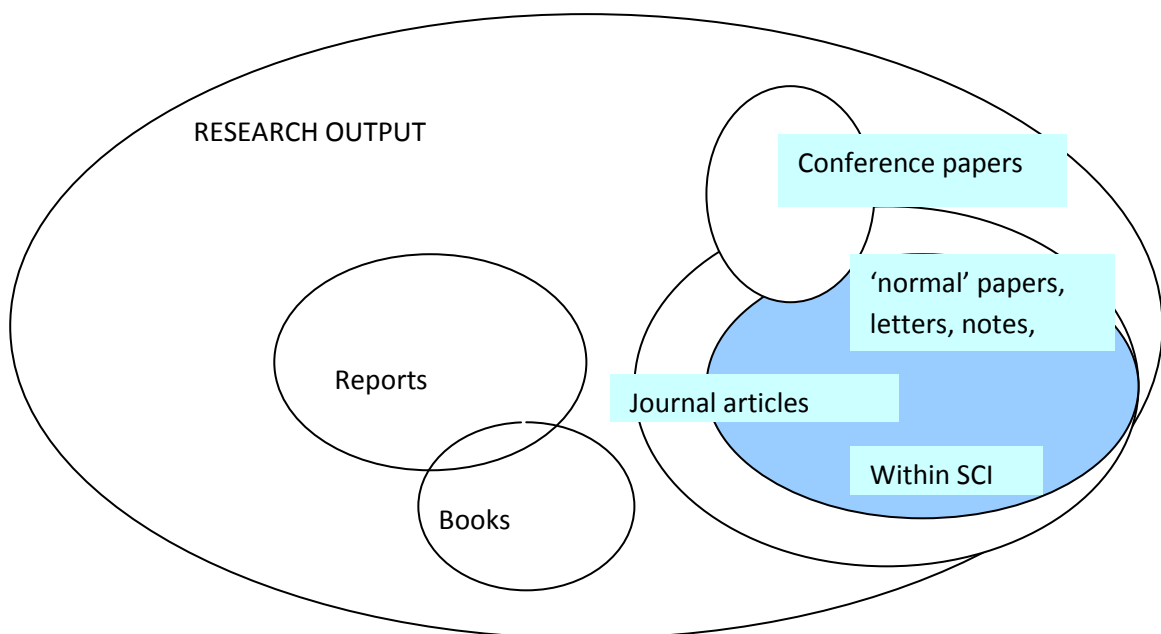 RESEARCH OUTPUT
Conference papers
‘normal’ papers,
letters, notes,
Reports
Journal articles
Within SCI
Books